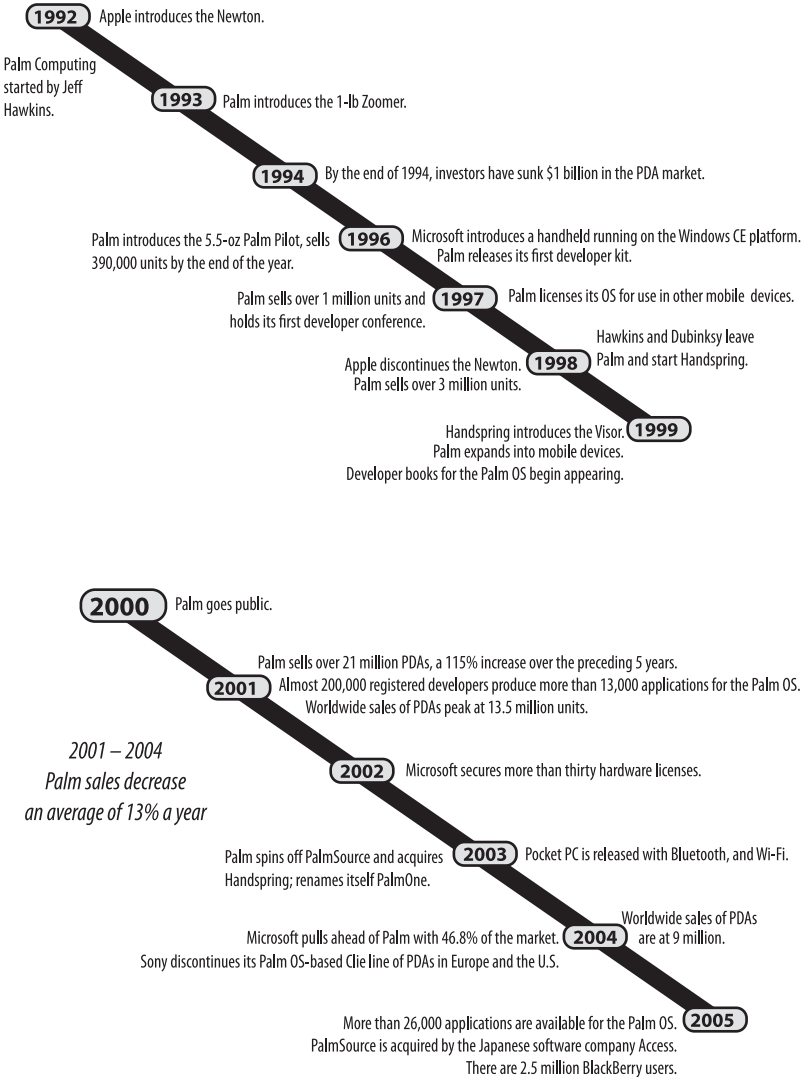 1992
Apple introduces the Newton.
Palm Computing
started by Jeff
Hawkins.
1993
Palm introduces the 1-lb Zoomer.
1994
By the end of 1994, investors have sunk $1 billion in the PDA market.
Palm introduces the 5.5-oz Palm Pilot, sells
390,000 units by the end of the year.
1996
Microsoft introduces a handheld running on the Windows CE platform.
Palm releases its first developer kit.
Palm sells over 1 million units and
holds its first developer conference.
1997
Palm licenses its OS for use in other mobile devices.
Apple discontinues the Newton.
Palm sells over 3 million units.
1998
Hawkins and Dubinksy leave
Palm and start Handspring.
Handspring introduces the Visor.
Palm expands into mobile devices.
Developer books for the Palm OS begin appearing.
1999
2000
Palm goes public.
2001
Palm sells over 21 million PDAs, a 115% increase over the preceding 5 years.
Almost 200,000 registered developers produce more than 13,000 applications for the Palm OS.
Worldwide sales of PDAs peak at 13.5 million units.
2001 – 2004
Palm sales decrease
an average of 13% a year
2002
Microsoft secures more than thirty hardware licenses.
Palm spins off PalmSource and acquires
Handspring; renames itself PalmOne.
2003
Pocket PC is released with Bluetooth, and Wi-Fi.
Microsoft pulls ahead of Palm with 46.8% of the market.
Sony discontinues its Palm OS-based Clie line of PDAs in Europe and the U.S.
2004
Worldwide sales of PDAs
are at 9 million.
More than 26,000 applications are available for the Palm OS.
PalmSource is acquired by the Japanese software company Access.
There are 2.5 million BlackBerry users.
2005